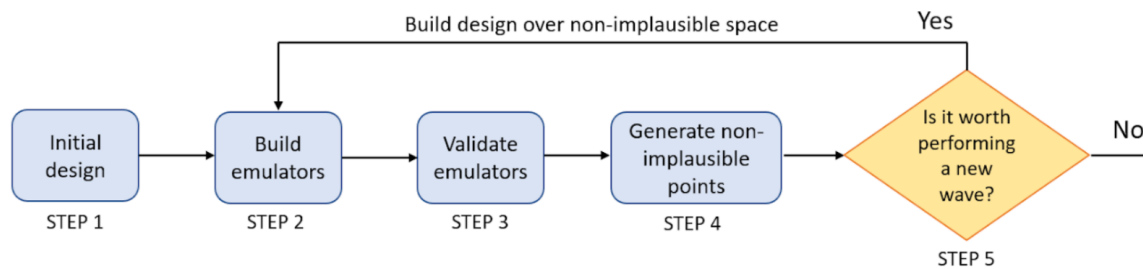 Build design over non-implausible space
Yes
Initial
design
STEP 1
Build
emulators
STEP 2
Validate
emulators
STEP 3
Generate non-
implausible
points
STEP 4
Is it worth
performing
a new
wave?
STEP 5
No